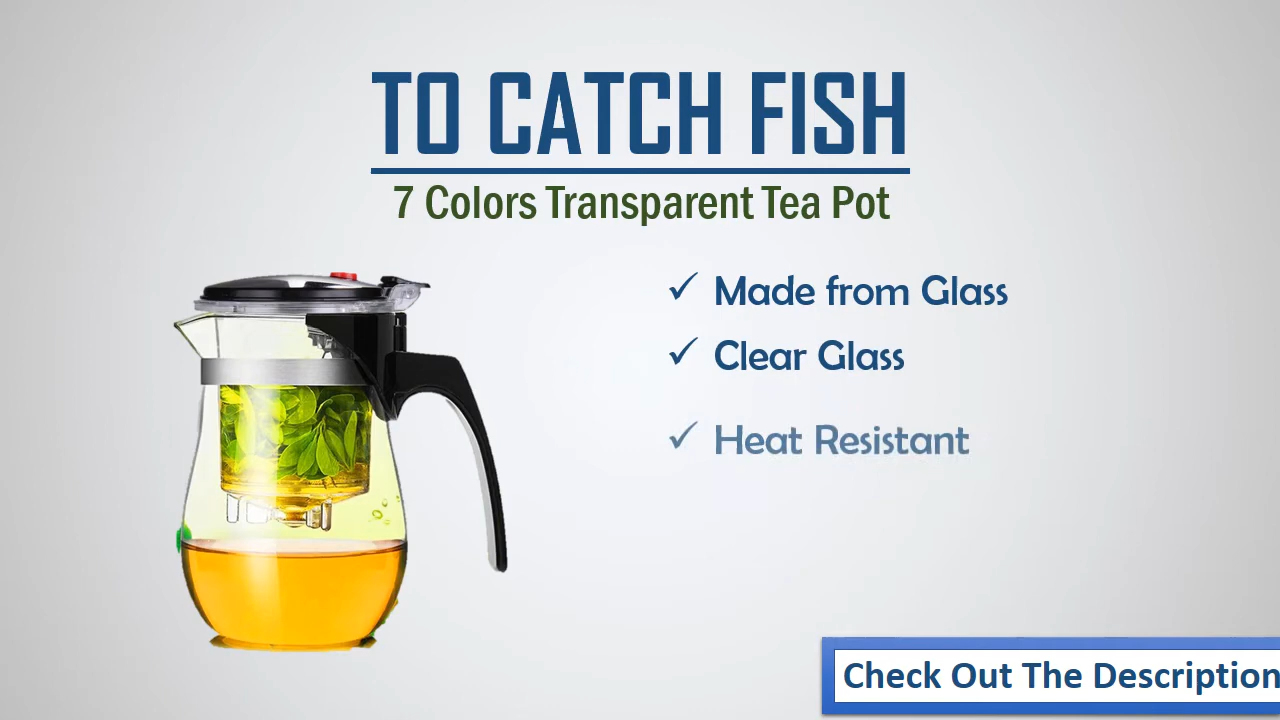 TO CATCH FISH
7 Colors Transparent Tea Pot
✓ Made from Glass
✓ Clear Glass
✓ Heat Resistant
Check Out The Description